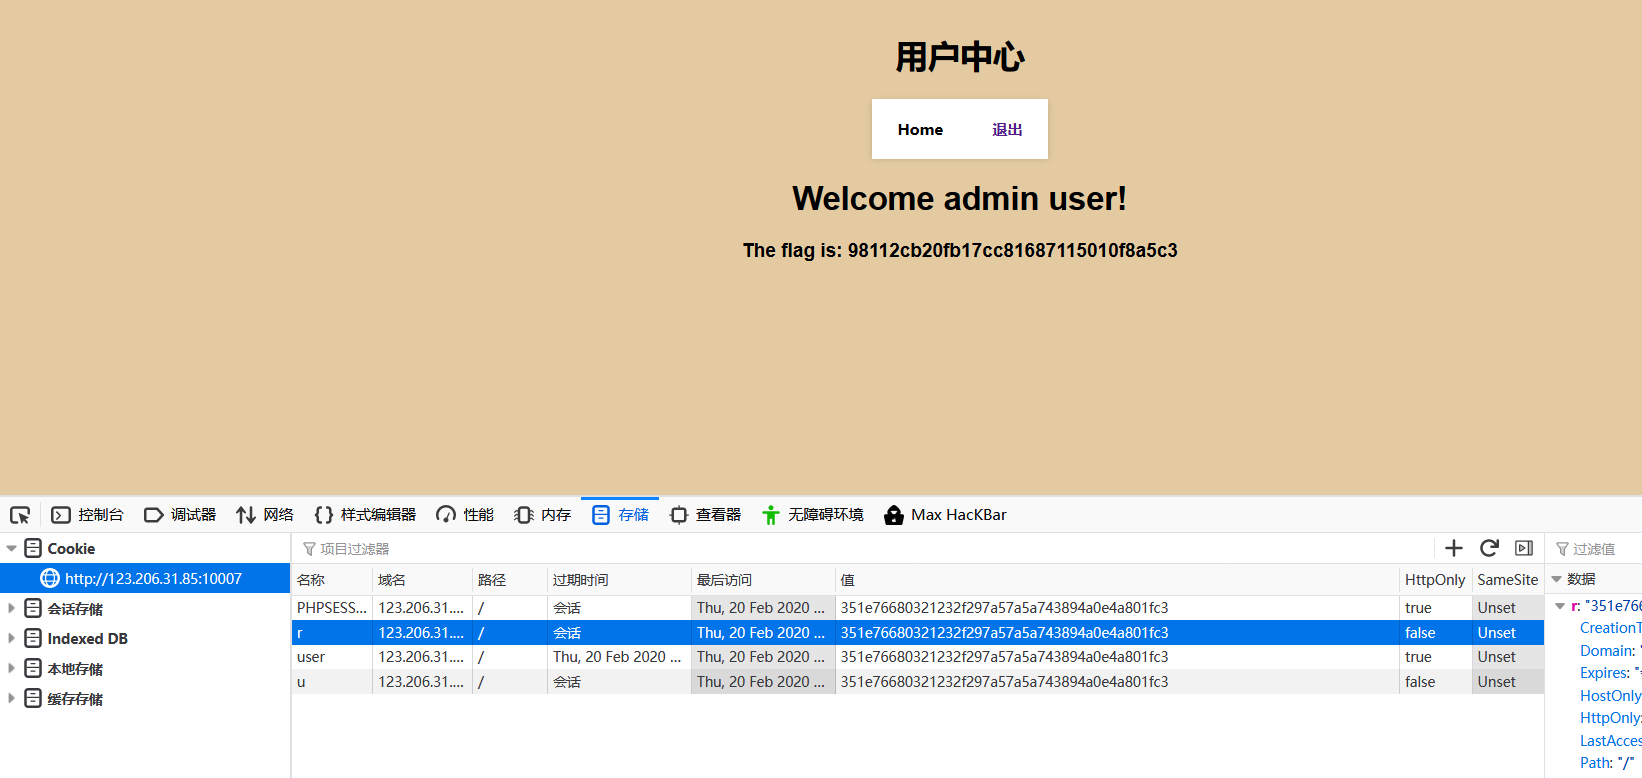 用户中心
Home 退出
Welcome admin user!
The flag is: 98112cb20fb17cc81687115010f8a5c3
控制台 调试器 网络 样式编辑器 性能 内存 存储 查看器 无障碍环境 Max HacKBar
Cookie 项目过滤器 过滤值
http://123.206.31.85:10007 名称 域名 路径 过期时间 最后访问 值 HttpOnly SameSite 数据
会话存储 PHPSESS... 123.206.31.... / 会话 Thu, 20 Feb 2020 ... 351e76680321232f297a57a5a743894a0e4a801fc3 true Unset r: "351e766
Indexed DB r 123.206.31.... / 会话 Thu, 20 Feb 2020 ... 351e76680321232f297a57a5a743894a0e4a801fc3 false Unset CreationT
本地存储 user 123.206.31.... / Thu, 20 Feb 2020 ... Thu, 20 Feb 2020 ... 351e76680321232f297a57a5a743894a0e4a801fc3 true Unset Domain: "
缓存存储 u 123.206.31.... / 会话 Thu, 20 Feb 2020 ... 351e76680321232f297a57a5a743894a0e4a801fc3 false Unset Expires: "
HostOnly
HttpOnly:
LastAcces
Path: "/"